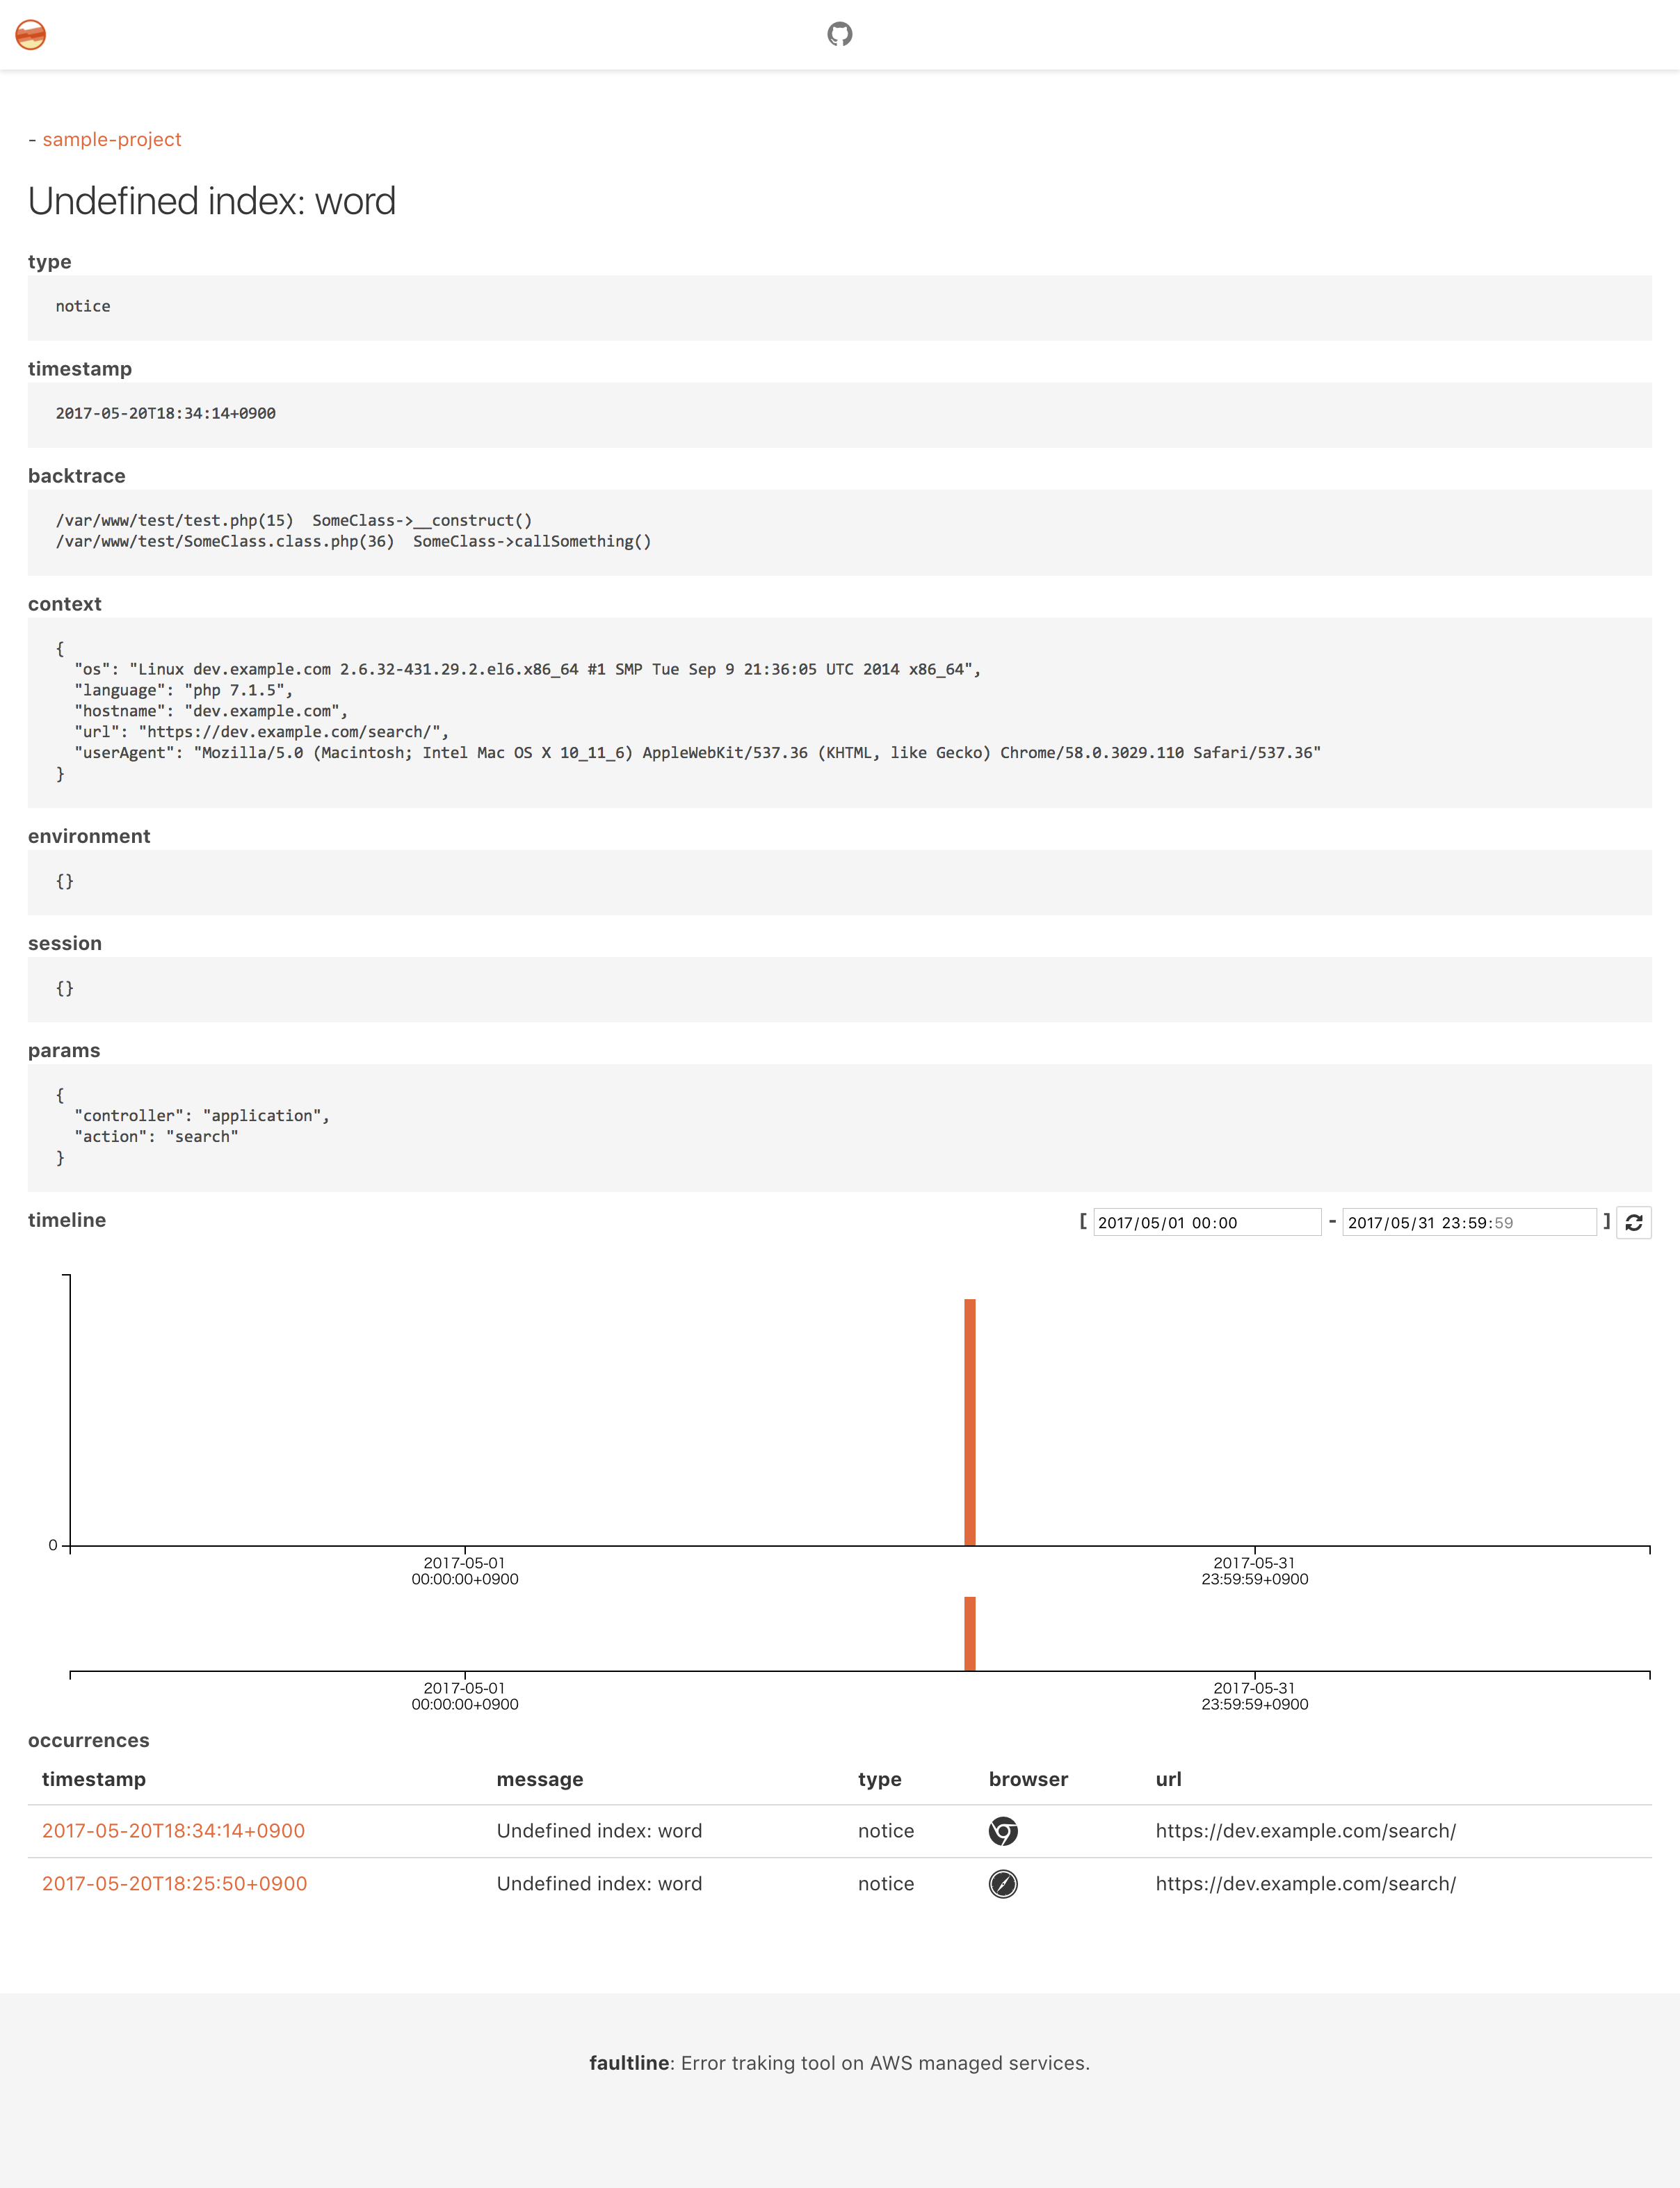 - sample-project
Undefined index: word
type
notice
timestamp
2017-05-20T18:34:14+0900
backtrace
/var/www/test/test.php(15)  SomeClass->__construct()
/var/www/test/SomeClass.class.php(36)  SomeClass->callSomething()
context
{
  "os": "Linux dev.example.com 2.6.32-431.29.2.el6.x86_64 #1 SMP Tue Sep 9 21:36:05 UTC 2014 x86_64",
  "language": "php 7.1.5",
  "hostname": "dev.example.com",
  "url": "https://dev.example.com/search/",
  "userAgent": "Mozilla/5.0 (Macintosh; Intel Mac OS X 10_11_6) AppleWebKit/537.36 (KHTML, like Gecko) Chrome/58.0.3029.110 Safari/537.36"
}
environment
{}
session
{}
params
{
  "controller": "application",
  "action": "search"
}
timeline [ 2017/05/01 00:00 - 2017/05/31 23:59:59 ]
0
2017-05-01 2017-05-31
00:00:00+0900 23:59:59+0900
2017-05-01 2017-05-31
00:00:00+0900 23:59:59+0900
occurrences
timestamp message type browser url
2017-05-20T18:34:14+0900 Undefined index: word notice https://dev.example.com/search/
2017-05-20T18:25:50+0900 Undefined index: word notice https://dev.example.com/search/
faultline: Error traking tool on AWS managed services.